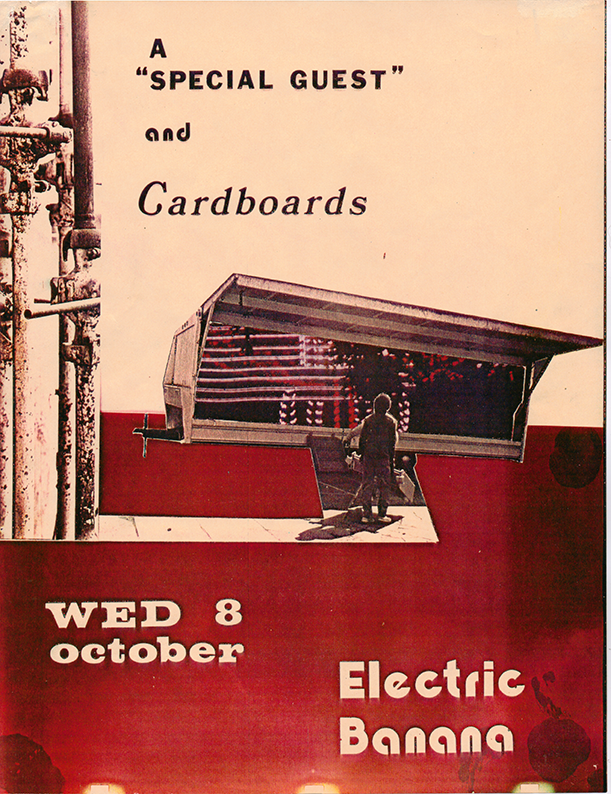 A
"SPECIAL GUEST"
and
Cardboards
WED 8
october
Electric
Banana